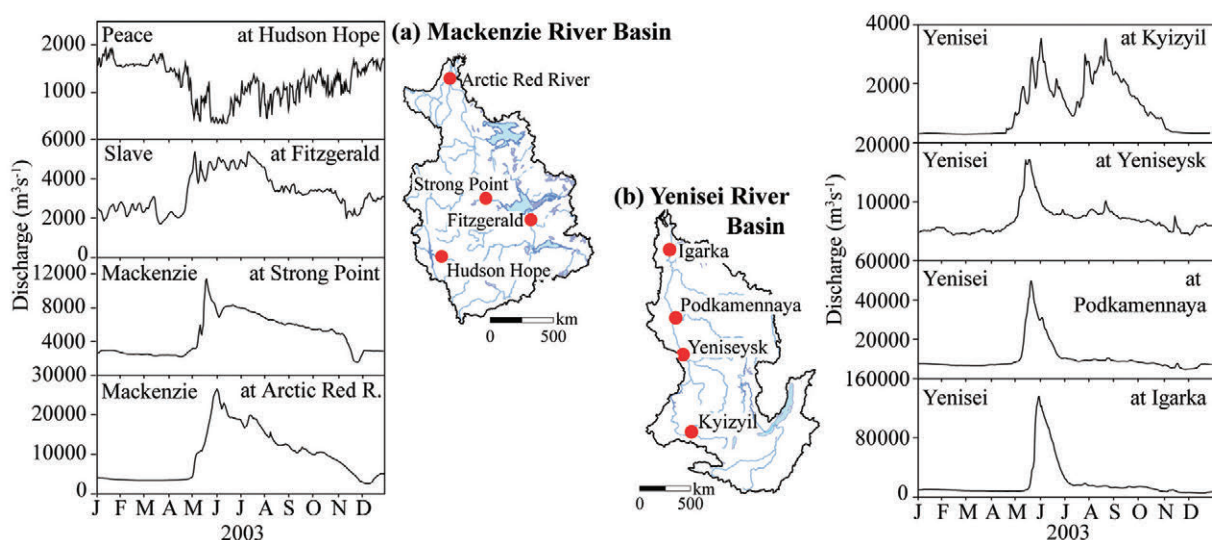 Peace at Hudson Hope
2000
1000
6000
Slave at Fitzgerald
4000
2000
0
12000
Mackenzie at Strong Point
8000
4000
30000
Mackenzie at Arctic Red R.
20000
10000
0
Discharge (m³s⁻¹)
J F M A M J J A S O N D
2003
(a) Mackenzie River Basin
Arctic Red River
Strong Point
Fitzgerald
Hudson Hope
0 500 km
(b) Yenisei River
Basin
Igarka
Podkamennaya
Yeniseysk
Kyizyil
0 500 km
4000
Yenisei at Kyizyil
2000
20000
Yenisei at Yeniseysk
10000
60000
Yenisei at
Podkamennaya
40000
20000
160000
Yenisei at Igarka
80000
0
Discharge (m³s⁻¹)
J F M A M J J A S O N D
2003